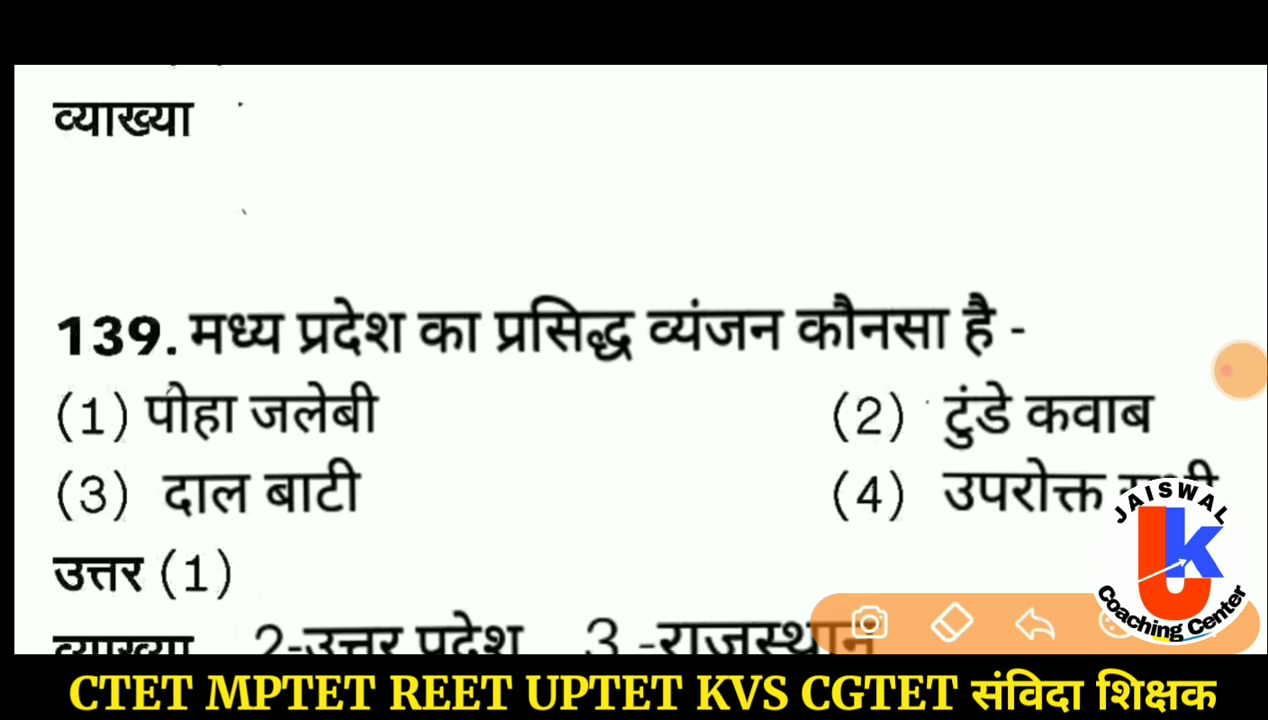 व्याख्या
139. मध्य प्रदेश का प्रसिद्ध व्यंजन कौनसा है -
(1) पोहा जलेबी (2) टुंडे कवाब
(3) दाल बाटी (4) उपरोक्त
उत्तर (1)
व्याख्या 2-उत्तर प्रदेश 3 -राजस्थान
JAISWAL
UK
Coaching Center
CTET MPTET REET UPTET KVS CGTET संविदा शिक्षक